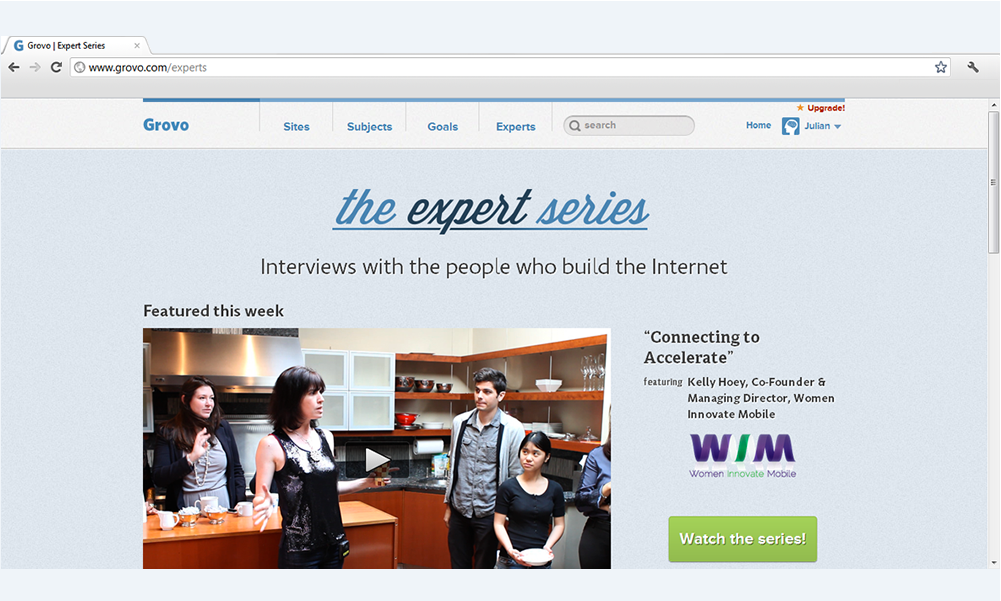 Grovo | Expert Series
www.grovo.com/experts
Upgrade!
Grovo
Sites
Subjects
Goals
Experts
search
Home
Julian
the expert series
Interviews with the people who build the Internet
Featured this week
“Connecting to
Accelerate”
featuring Kelly Hoey, Co-Founder &
Managing Director, Women
Innovate Mobile
WIM
Women Innovate Mobile
Watch the series!